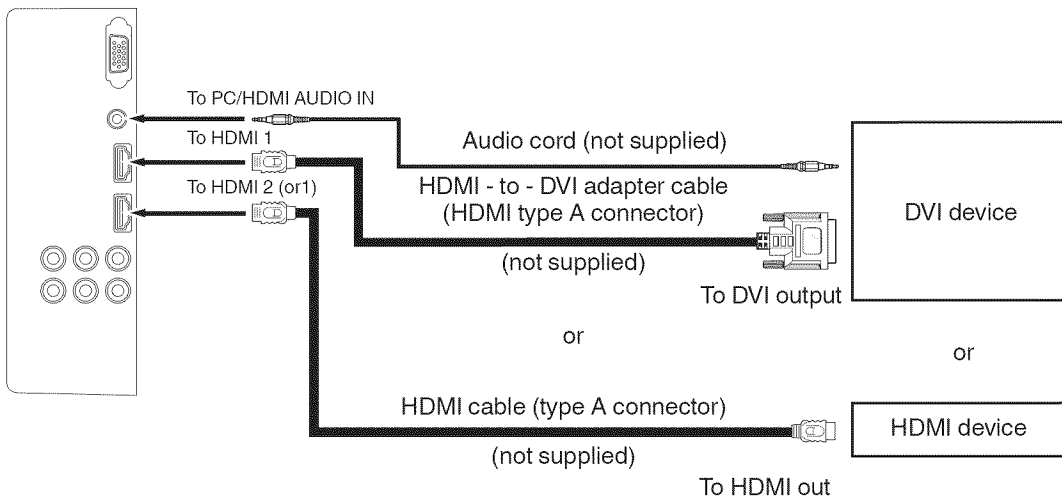 To PC/HDMI AUDIO IN
Audio cord (not supplied)
To HDMI 1
HDMI - to - DVI adapter cable
(HDMI type A connector)
To HDMI 2 (or1)
(not supplied)
DVI device
To DVI output
or
or
HDMI cable (type A connector)
(not supplied)
HDMI device
To HDMI out